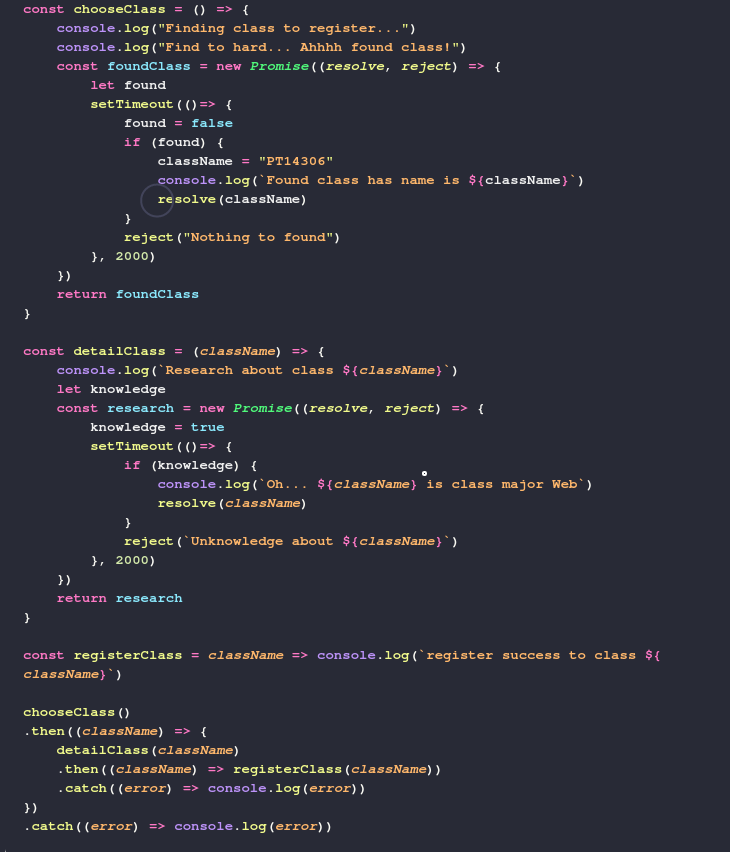 const chooseClass = () => {
    console.log("Finding class to register...")
    console.log("Find to hard... Ahhhh found class!")
    const foundClass = new Promise((resolve, reject) => {
        let found
        setTimeout(()=> {
            found = false
            if (found) {
                className = "PT14306"
                console.log(`Found class has name is ${className}`)
                resolve(className)
            }
            reject("Nothing to found")
        }, 2000)
    })
    return foundClass
}

const detailClass = (className) => {
    console.log(`Research about class ${className}`)
    let knowledge
    const research = new Promise((resolve, reject) => {
        knowledge = true
        setTimeout(()=> {
            if (knowledge) {
                console.log(`Oh... ${className} is class major Web`)
                resolve(className)
            }
            reject(`Unknowledge about ${className}`)
        }, 2000)
    })
    return research
}

const registerClass = className => console.log(`register success to class ${
className}`)

chooseClass()
.then((className) => {
    detailClass(className)
    .then((className) => registerClass(className))
    .catch((error) => console.log(error))
})
.catch((error) => console.log(error))